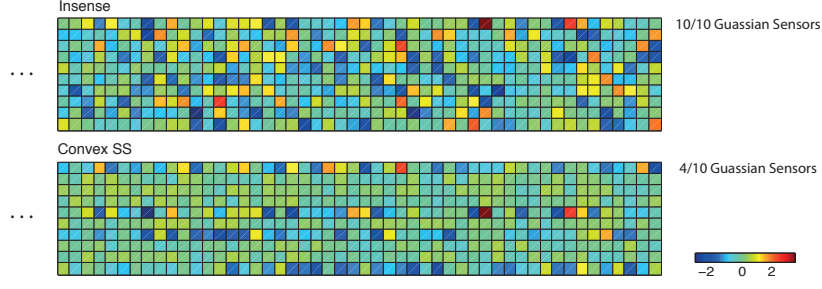 Insense
10/10 Guassian Sensors
...
Convex SS
4/10 Guassian Sensors
...
−2 0 2